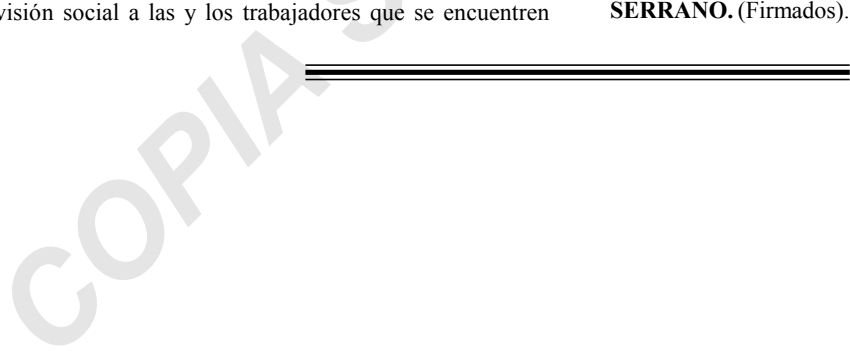 visión social a las y los trabajadores que se encuentren
SERRANO. (Firmados).
COPIA S